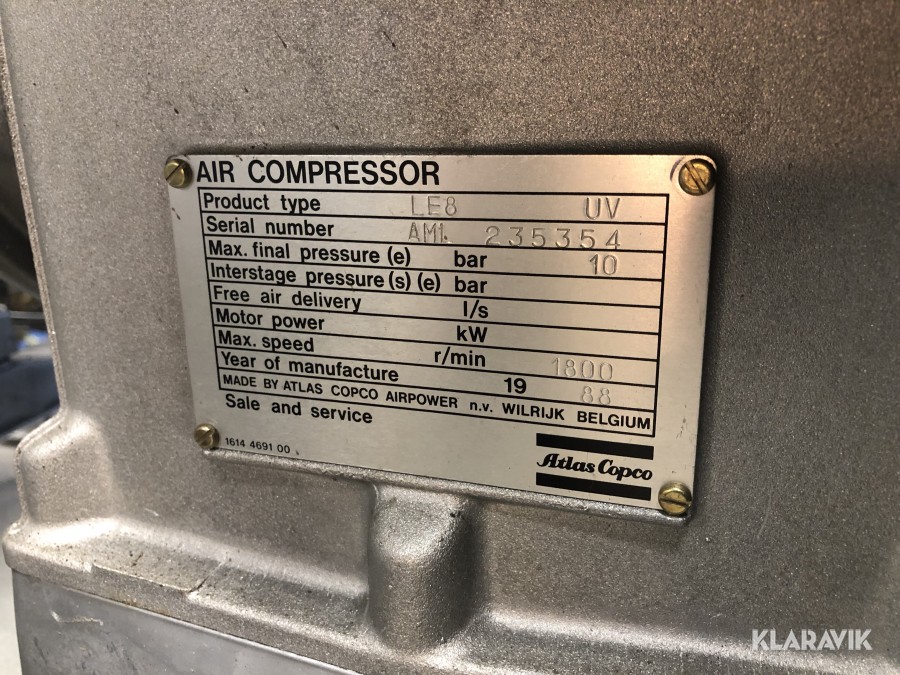 AIR COMPRESSOR
Product type LE8 UV
Serial number AML 235354
Max. final pressure (e) bar 10
Interstage pressure (s) (e) bar
Free air delivery l/s
Motor power kW
Max. speed r/min 1800
Year of manufacture 19 88
MADE BY ATLAS COPCO AIRPOWER n.v. WILRIJK BELGIUM
Sale and service
1614 4691 00
Atlas Copco
KLARAVIK